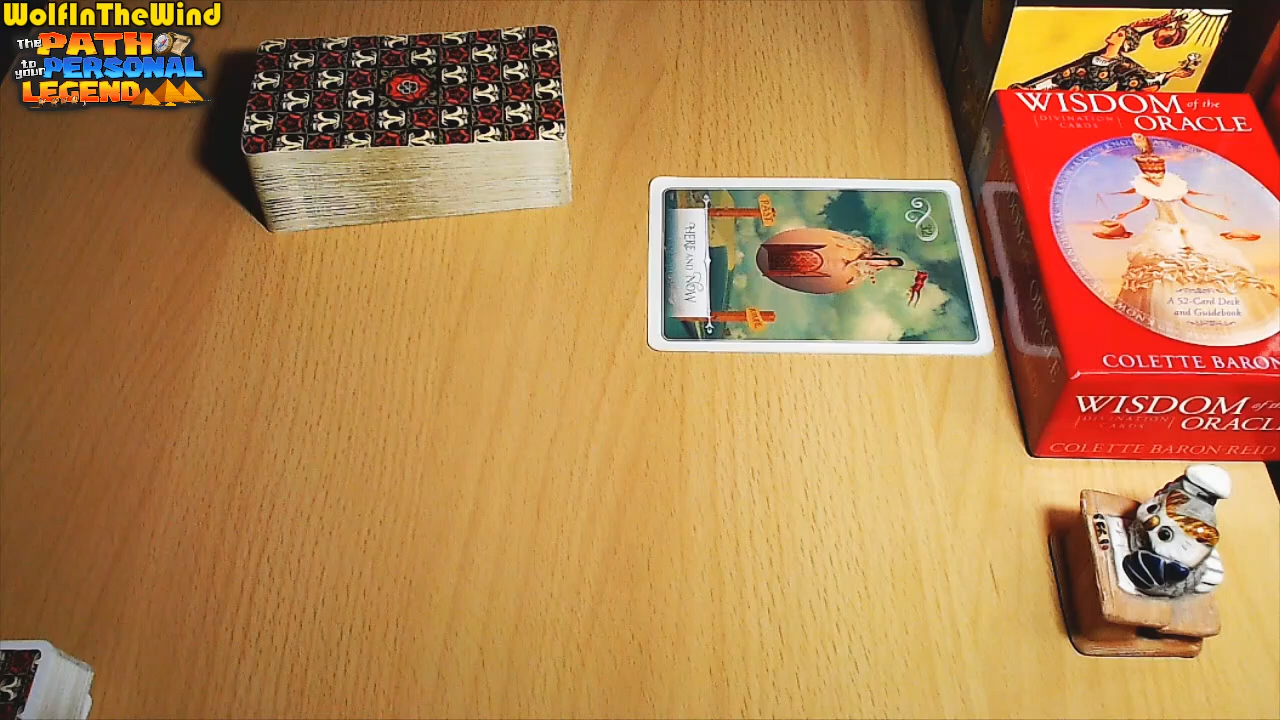 WolfInTheWind
The PATH
to your PERSONAL
LEGEND
WISDOM of the
ORACLE
DIVINATION
CARDS
A 52-Card Deck
and Guidebook
COLETTE BARON
WISDOM of the
DIVINATION
CARDS
ORACLE
COLETTE BARON-REID
PAST
HERE AND NOW